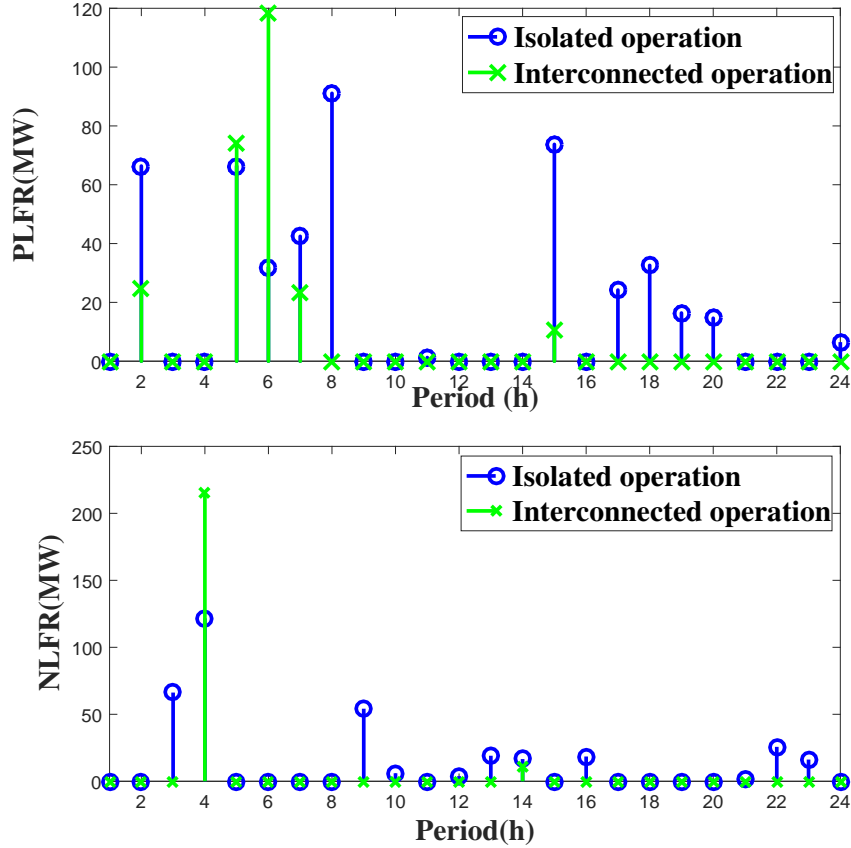 120
100
80
60
40
20
0
PLFR(MW)
Isolated operation
Interconnected operation
2 4 6 8 10 12 14 16 18 20 22 24
Period (h)
250
200
150
100
50
0
NLFR(MW)
Isolated operation
Interconnected operation
2 4 6 8 10 12 14 16 18 20 22 24
Period(h)